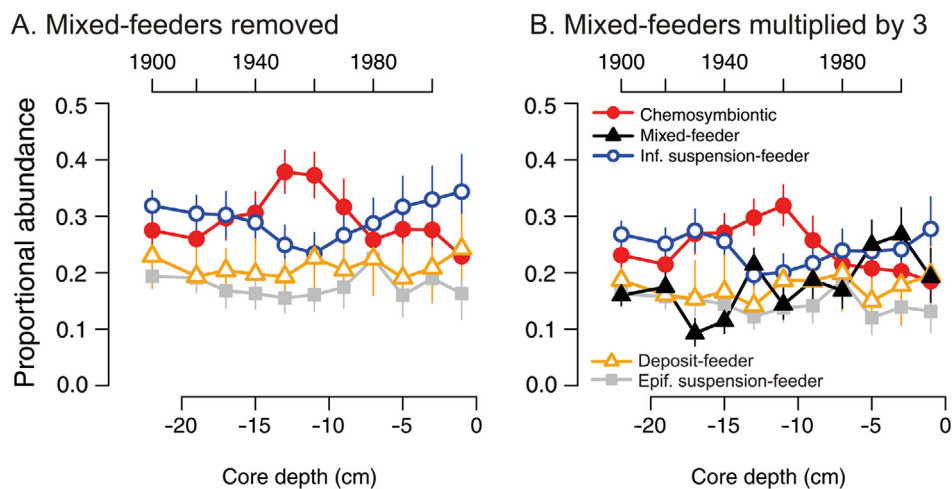 A. Mixed-feeders removed
1900 1940 1980
0.5
0.4
0.3
0.2
0.1
0.0
Proportional abundance
−20 −15 −10 −5 0
Core depth (cm)
B. Mixed-feeders multiplied by 3
1900 1940 1980
0.5
0.4
0.3
0.2
0.1
0.0
Chemosymbiontic
Mixed-feeder
Inf. suspension-feeder
Deposit-feeder
Epif. suspension-feeder
−20 −15 −10 −5 0
Core depth (cm)